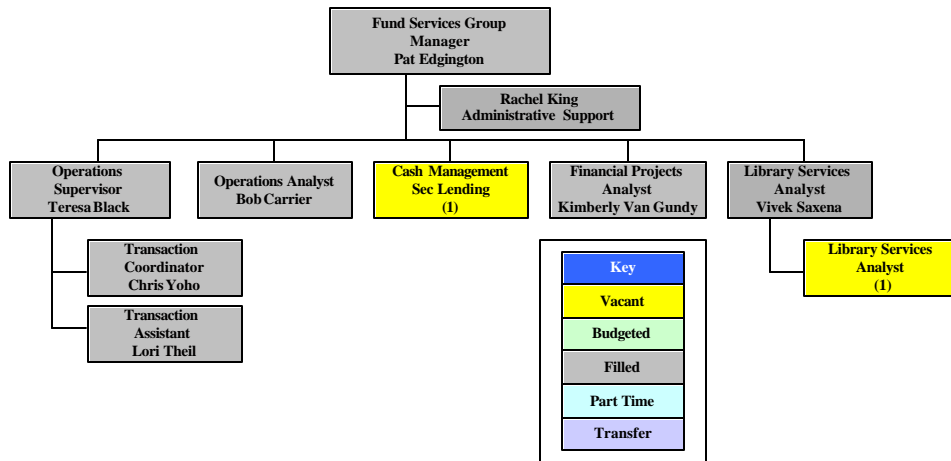 Fund Services Group
Manager
Pat Edgington
Rachel King
Administrative Support
Operations
Supervisor
Teresa Black
Operations Analyst
Bob Carrier
Cash Management
Sec Lending
(1)
Financial Projects
Analyst
Kimberly Van Gundy
Library Services
Analyst
Vivek Saxena
Transaction
Coordinator
Chris Yoho
Transaction
Assistant
Lori Theil
Library Services
Analyst
(1)
Key
Vacant
Budgeted
Filled
Part Time
Transfer